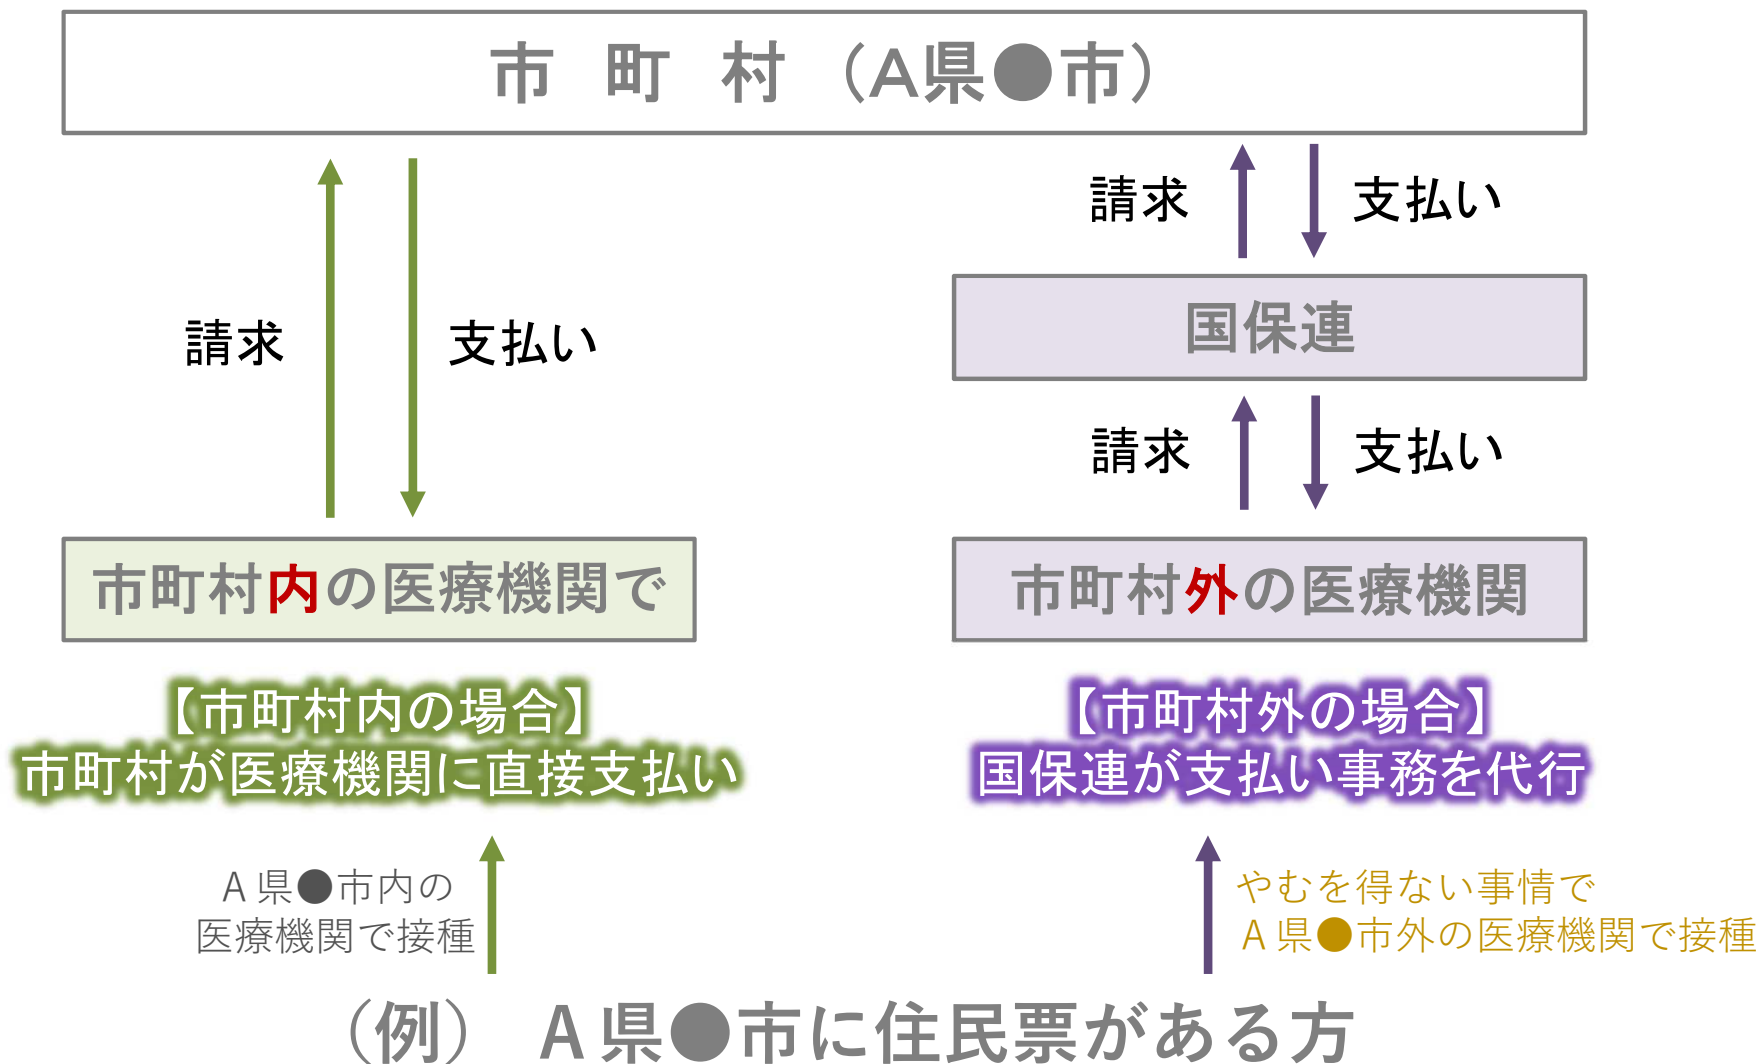 市　町　村　（A県●市）
請求
支払い
請求
支払い
国保連
請求
支払い
市町村内の医療機関で
市町村外の医療機関
【市町村内の場合】
市町村が医療機関に直接支払い
【市町村外の場合】
国保連が支払い事務を代行
Ａ県●市内の
医療機関で接種
やむを得ない事情で
Ａ県●市外の医療機関で接種
（例）　Ａ県●市に住民票がある方